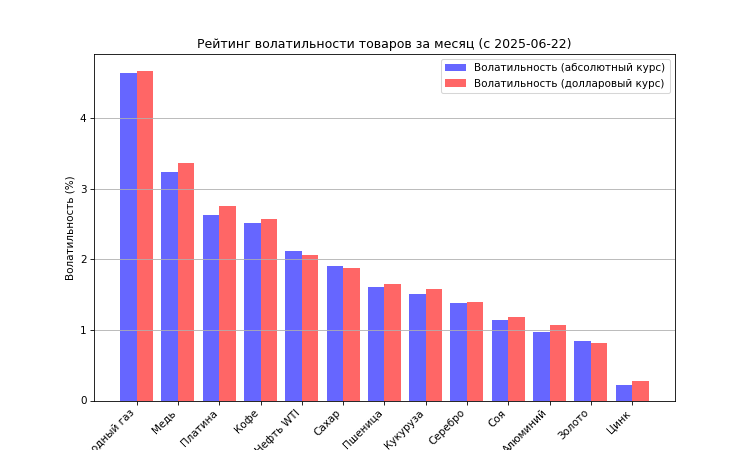 Рейтинг волатильности товаров за месяц (с 2025-06-22)
Волатильность (абсолютный курс)
Волатильность (долларовый курс)
Волатильность (%)
4
3
2
1
0
одный газ
Медь
Платина
Кофе
Нефть WTI
Сахар
Пшеница
Кукуруза
Серебро
Соя
Алюминий
Золото
Цинк